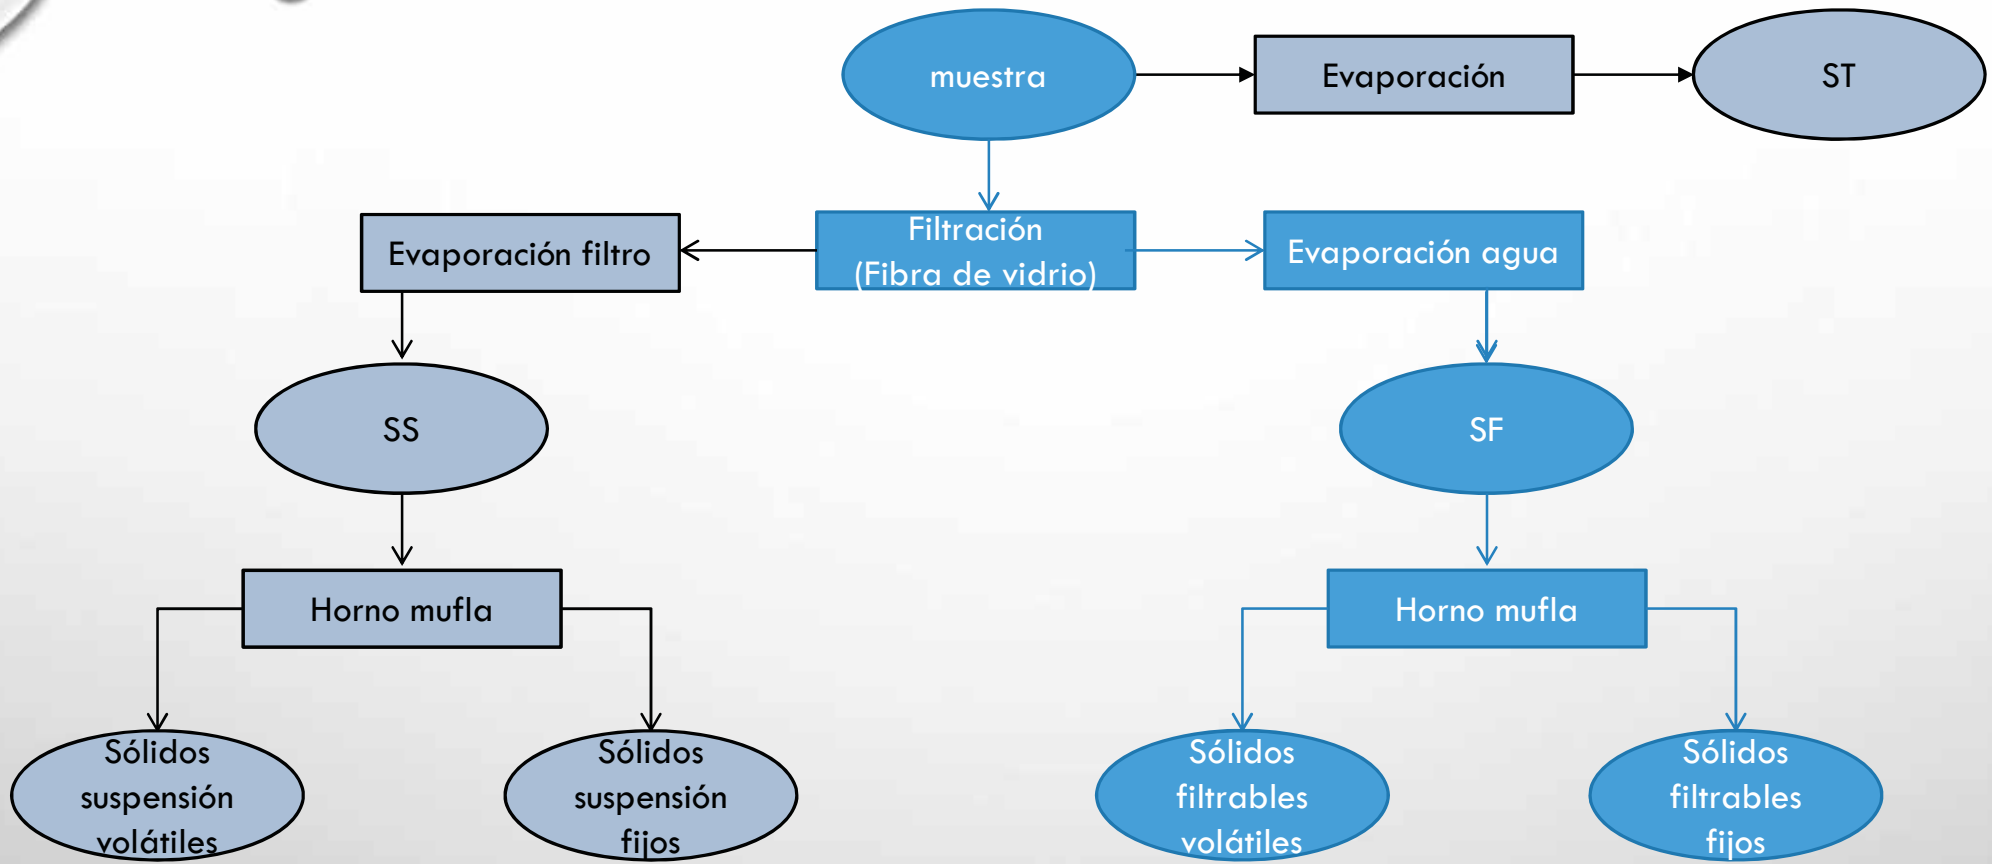 muestra
Evaporación
ST
Evaporación filtro
Filtración
(Fibra de vidrio)
Evaporación agua
SS
SF
Horno mufla
Horno mufla
Sólidos
suspensión
volátiles
Sólidos
suspensión
fijos
Sólidos
filtrables
volátiles
Sólidos
filtrables
fijos